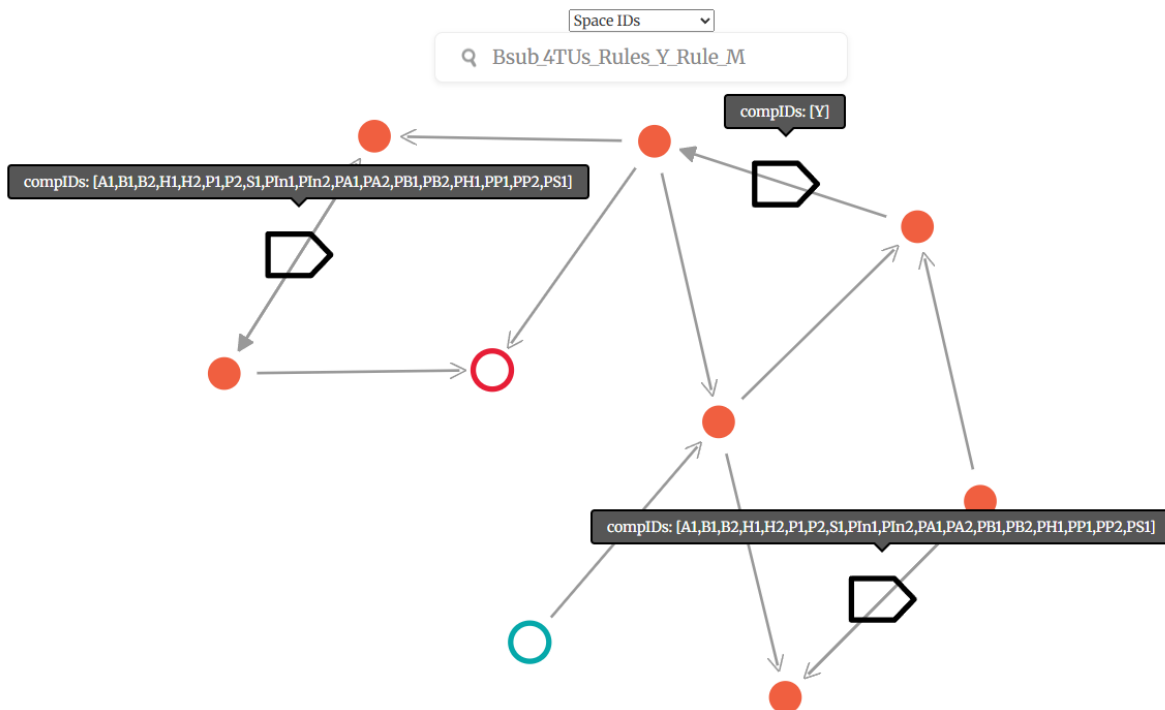 Space IDs
Bsub_4TUs_Rules_Y_Rule_M
compIDs: [Y]
compIDs: [A1,B1,B2,H1,H2,P1,P2,S1,PIn1,PIn2,PA1,PA2,PB1,PB2,PH1,PP1,PP2,PS1]
compIDs: [A1,B1,B2,H1,H2,P1,P2,S1,PIn1,PIn2,PA1,PA2,PB1,PB2,PH1,PP1,PP2,PS1]